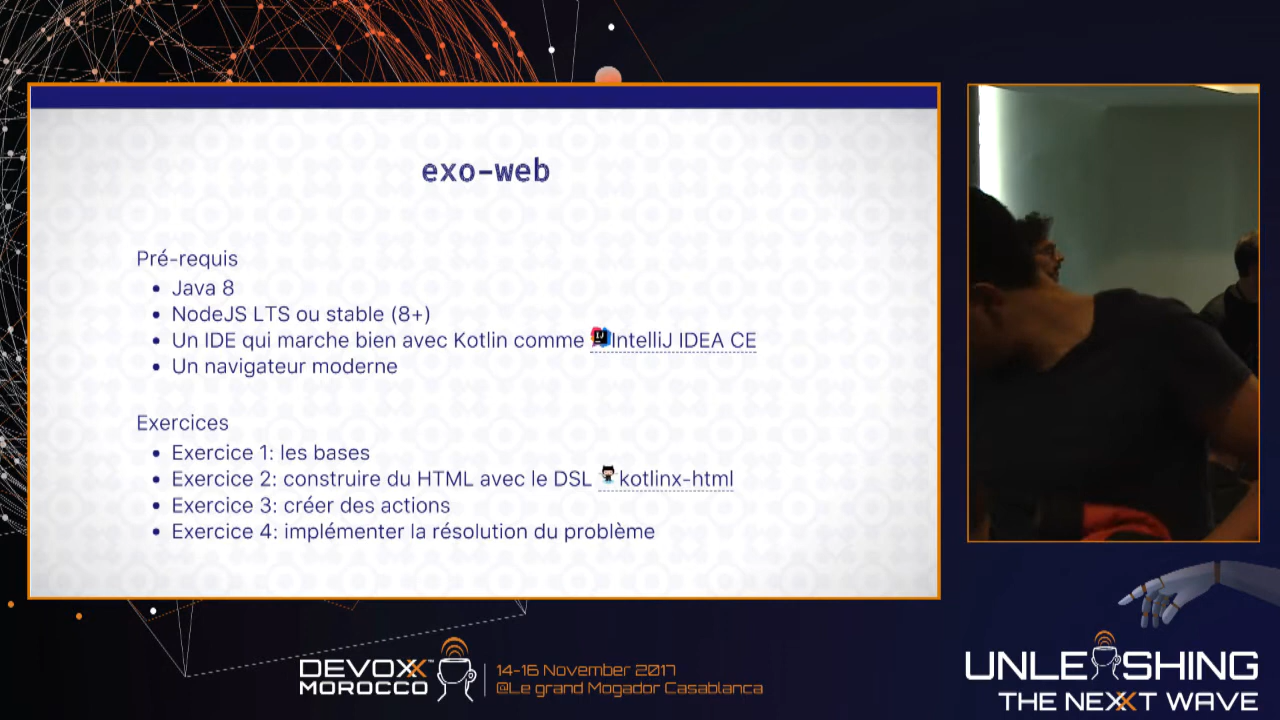 exo-web
Pré-requis
Java 8
NodeJS LTS ou stable (8+)
Un IDE qui marche bien avec Kotlin comme IntelliJ IDEA CE
Un navigateur moderne
Exercices
Exercice 1: les bases
Exercice 2: construire du HTML avec le DSL kotlinx-html
Exercice 3: créer des actions
Exercice 4: implémenter la résolution du problème
DEVOXX™
MOROCCO
14-16 November 2017
@Le grand Mogador Casablanca
UNLEASHING
THE NEXXT WAVE